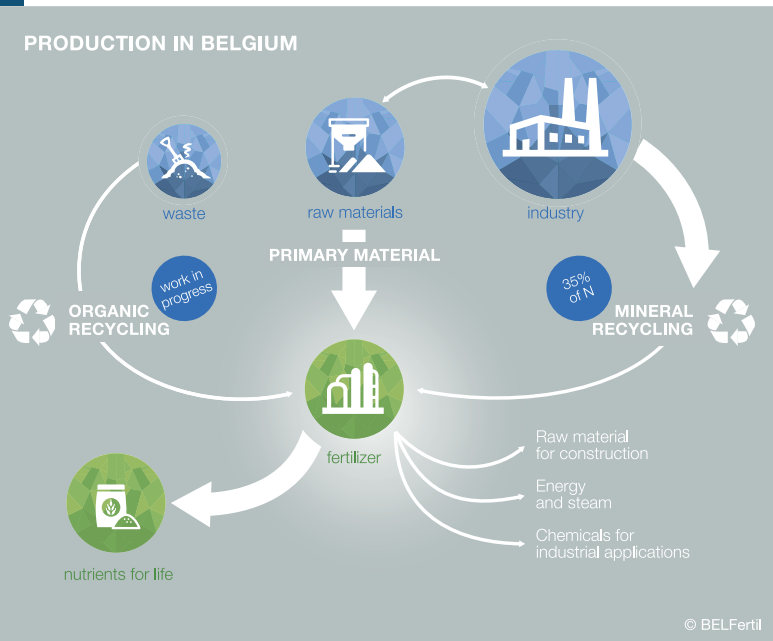 PRODUCTION IN BELGIUM
waste
raw materials
industry
PRIMARY MATERIAL
work in
progress
35%
of N
ORGANIC
RECYCLING
MINERAL
RECYCLING
fertilizer
Raw material
for construction
Energy
and steam
Chemicals for
industrial applications
nutrients for life
© BELFertil